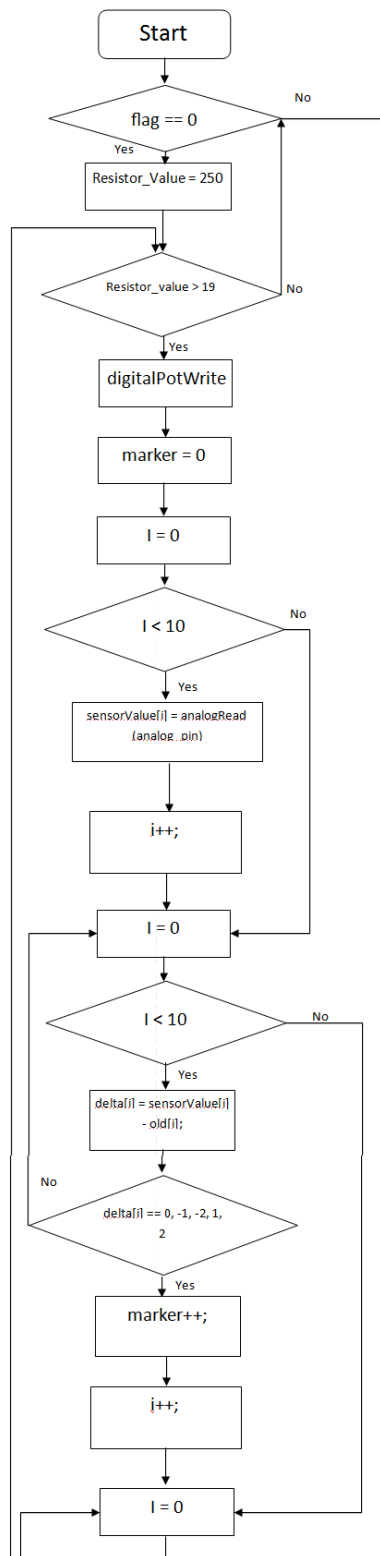 Start
No
flag == 0
Yes
Resistor_Value = 250
Resistor_value > 19
No
Yes
digitalPotWrite
marker = 0
I = 0
No
I < 10
Yes
sensorValue[i] = analogRead
(analog_pin)
i++;
I = 0
I < 10
No
Yes
delta[i] = sensorValue[i]
- old[i];
No
delta[i] == 0, -1, -2, 1,
2
Yes
marker++;
i++;
I = 0